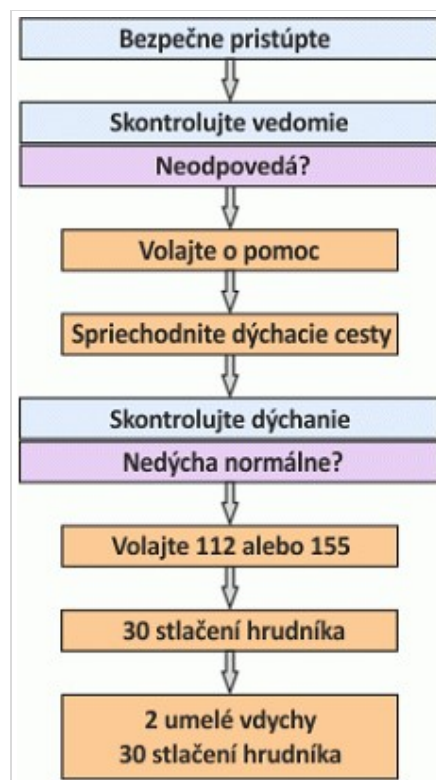 Bezpečne pristúpte
Skontrolujte vedomie
Neodpovedá?
Volajte o pomoc
Spriechodnite dýchacie cesty
Skontrolujte dýchanie
Nedýcha normálne?
Volajte 112 alebo 155
30 stlačení hrudníka
2 umelé vdychy
30 stlačení hrudníka